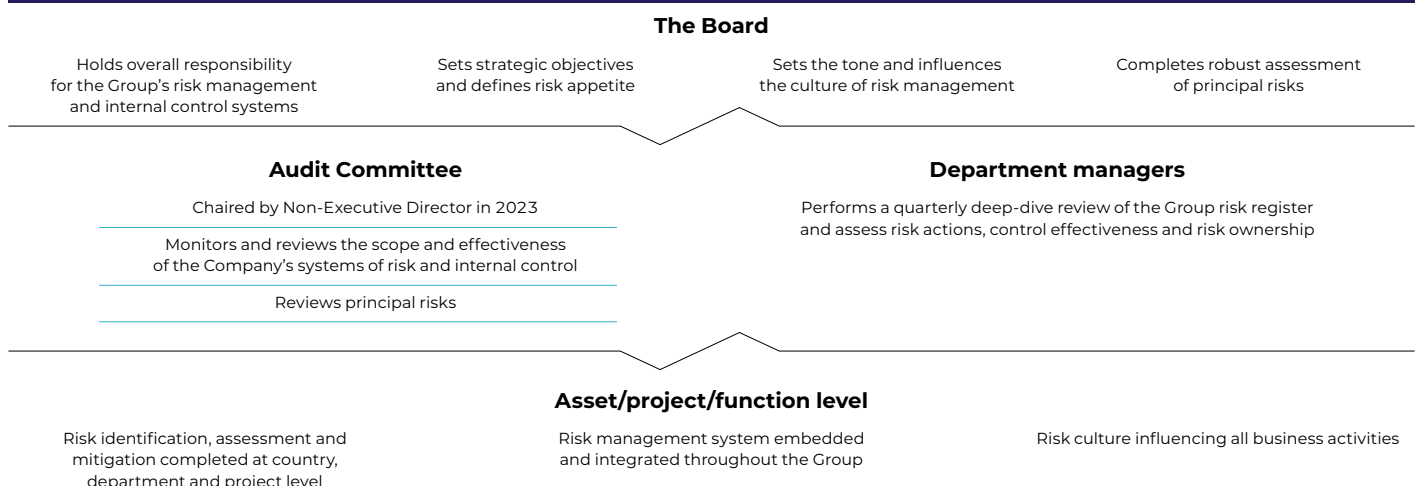 The Board
Holds overall responsibility
for the Group's risk management
and internal control systems
Sets strategic objectives
and defines risk appetite
Sets the tone and influences
the culture of risk management
Completes robust assessment
of principal risks
Audit Committee
Chaired by Non-Executive Director in 2023
Monitors and reviews the scope and effectiveness
of the Company's systems of risk and internal control
Reviews principal risks
Department managers
Performs a quarterly deep-dive review of the Group risk register
and assess risk actions, control effectiveness and risk ownership
Asset/project/function level
Risk identification, assessment and
mitigation completed at country,
department and project level
Risk management system embedded
and integrated throughout the Group
Risk culture influencing all business activities